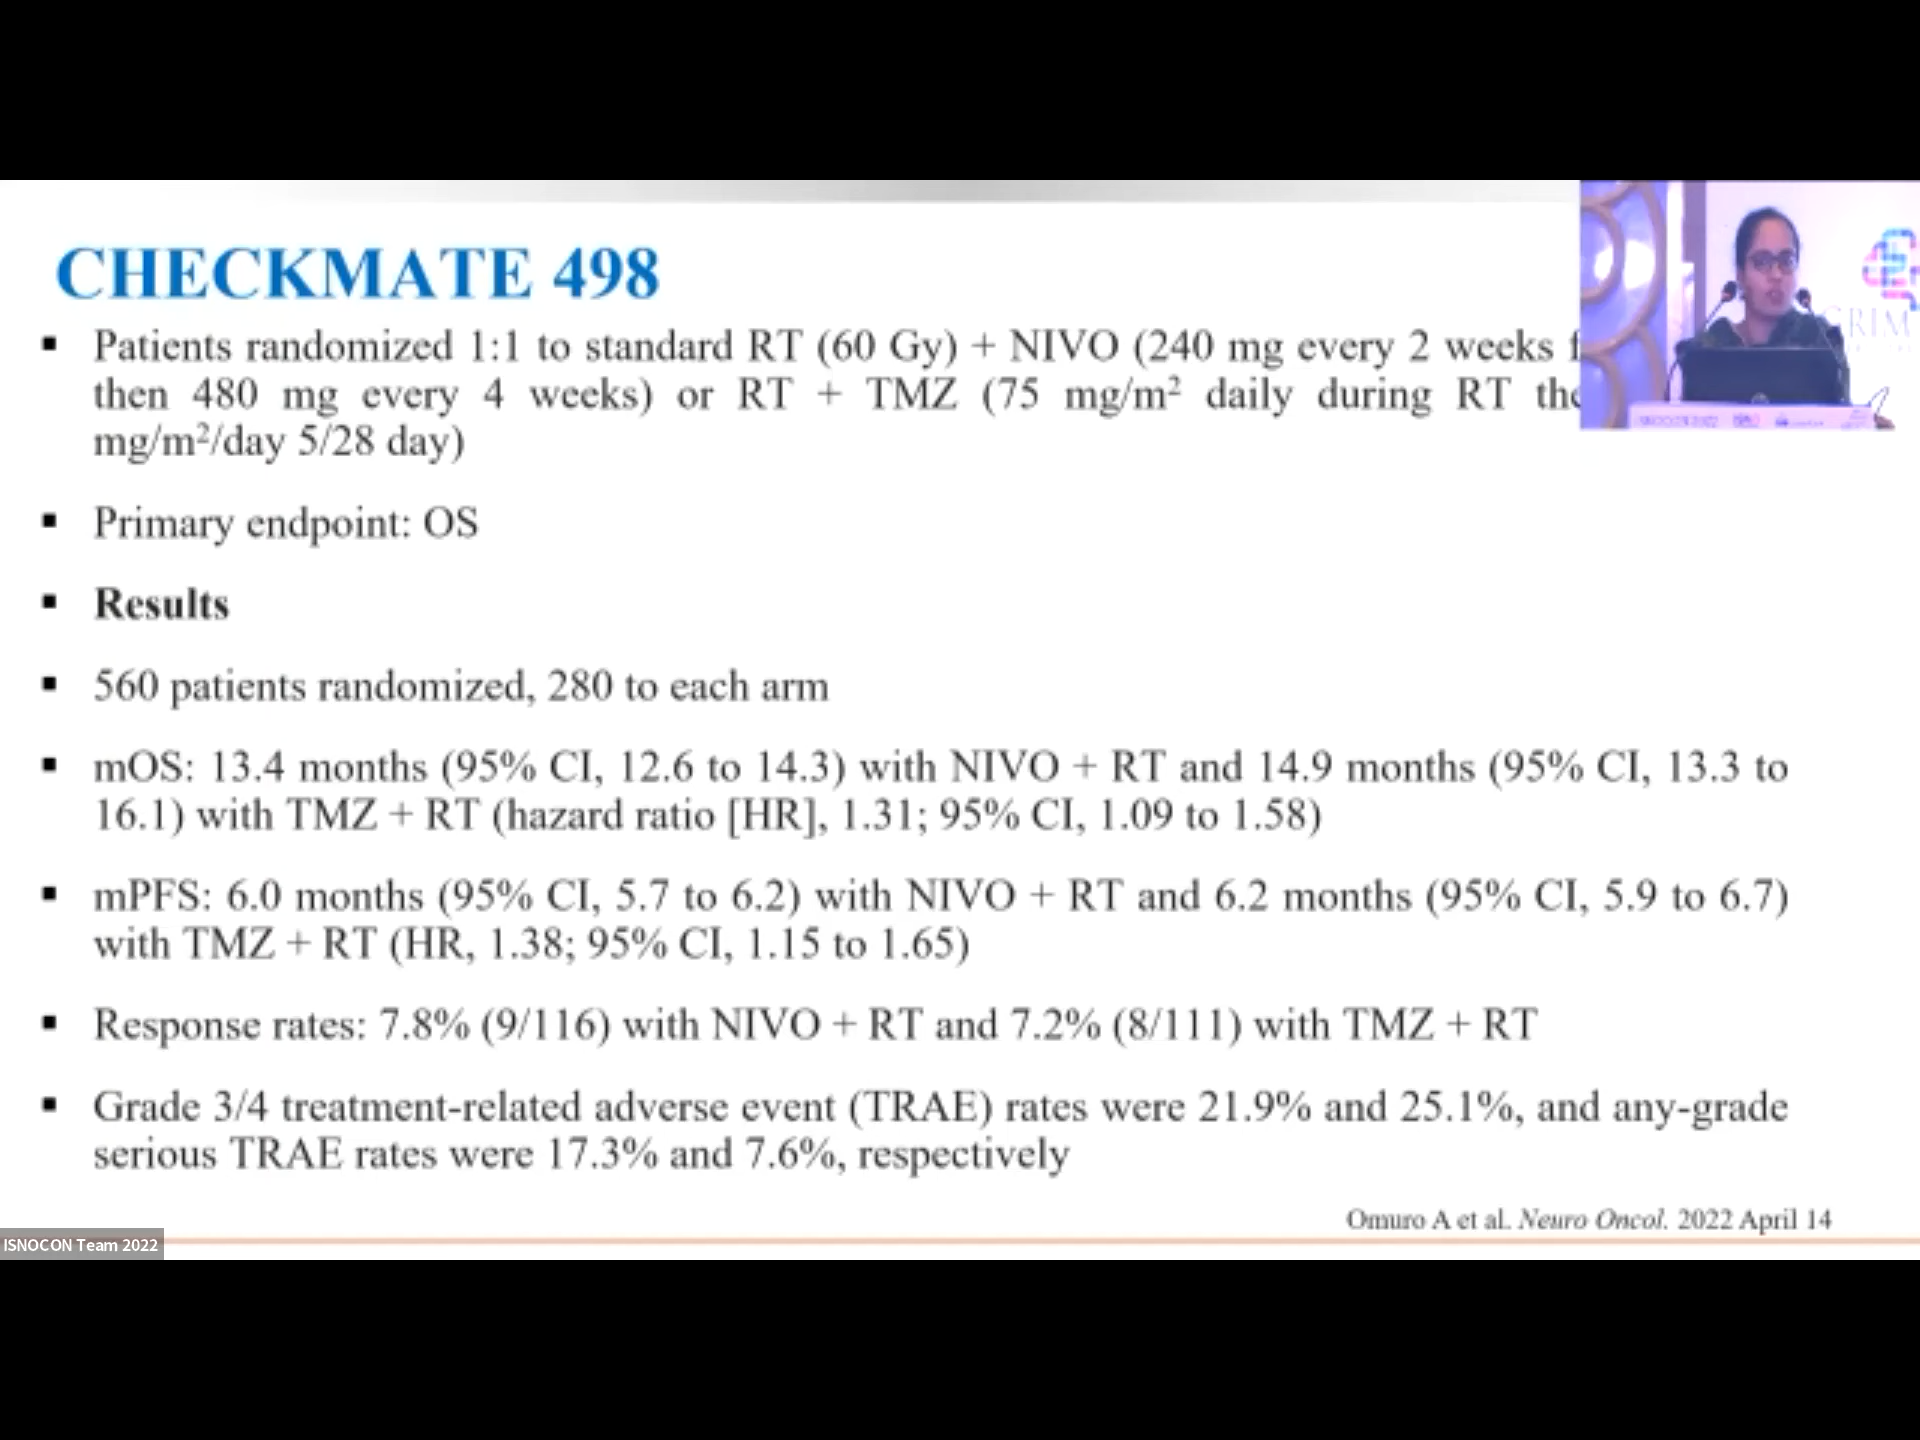 CHECKMATE 498
▪ Patients randomized 1:1 to standard RT (60 Gy) + NIVO (240 mg every 2 weeks
then 480 mg every 4 weeks) or RT + TMZ (75 mg/m² daily during RT
mg/m²/day 5/28 day)
▪ Primary endpoint: OS
▪ Results
▪ 560 patients randomized, 280 to each arm
▪ mOS: 13.4 months (95% CI, 12.6 to 14.3) with NIVO + RT and 14.9 months (95% CI, 13.3 to
16.1) with TMZ + RT (hazard ratio [HR], 1.31; 95% CI, 1.09 to 1.58)
▪ mPFS: 6.0 months (95% CI, 5.7 to 6.2) with NIVO + RT and 6.2 months (95% CI, 5.9 to 6.7)
with TMZ + RT (HR, 1.38; 95% CI, 1.15 to 1.65)
▪ Response rates: 7.8% (9/116) with NIVO + RT and 7.2% (8/111) with TMZ + RT
▪ Grade 3/4 treatment-related adverse event (TRAE) rates were 21.9% and 25.1%, and any-grade
serious TRAE rates were 17.3% and 7.6%, respectively
Omuro A et al. Neuro Oncol. 2022 April 14
ISNOCON Team 2022
GRIM
ISNOCON 2022